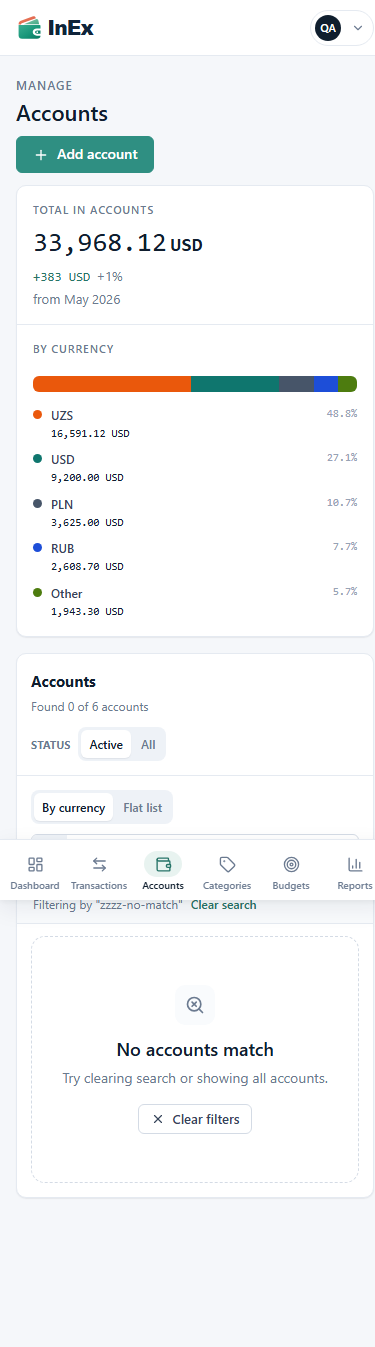 InEx
QA
MANAGE
Accounts
Add account
TOTAL IN ACCOUNTS
33,968.12 USD
+383 USD +1%
from May 2026
BY CURRENCY
UZS 48.8%
16,591.12 USD
USD 27.1%
9,200.00 USD
PLN 10.7%
3,625.00 USD
RUB 7.7%
2,608.70 USD
Other 5.7%
1,943.30 USD
Accounts
Found 0 of 6 accounts
STATUS Active All
By currency Flat list
Dashboard Transactions Accounts Categories Budgets Reports
Filtering by "zzzz-no-match" Clear search
No accounts match
Try clearing search or showing all accounts.
Clear filters